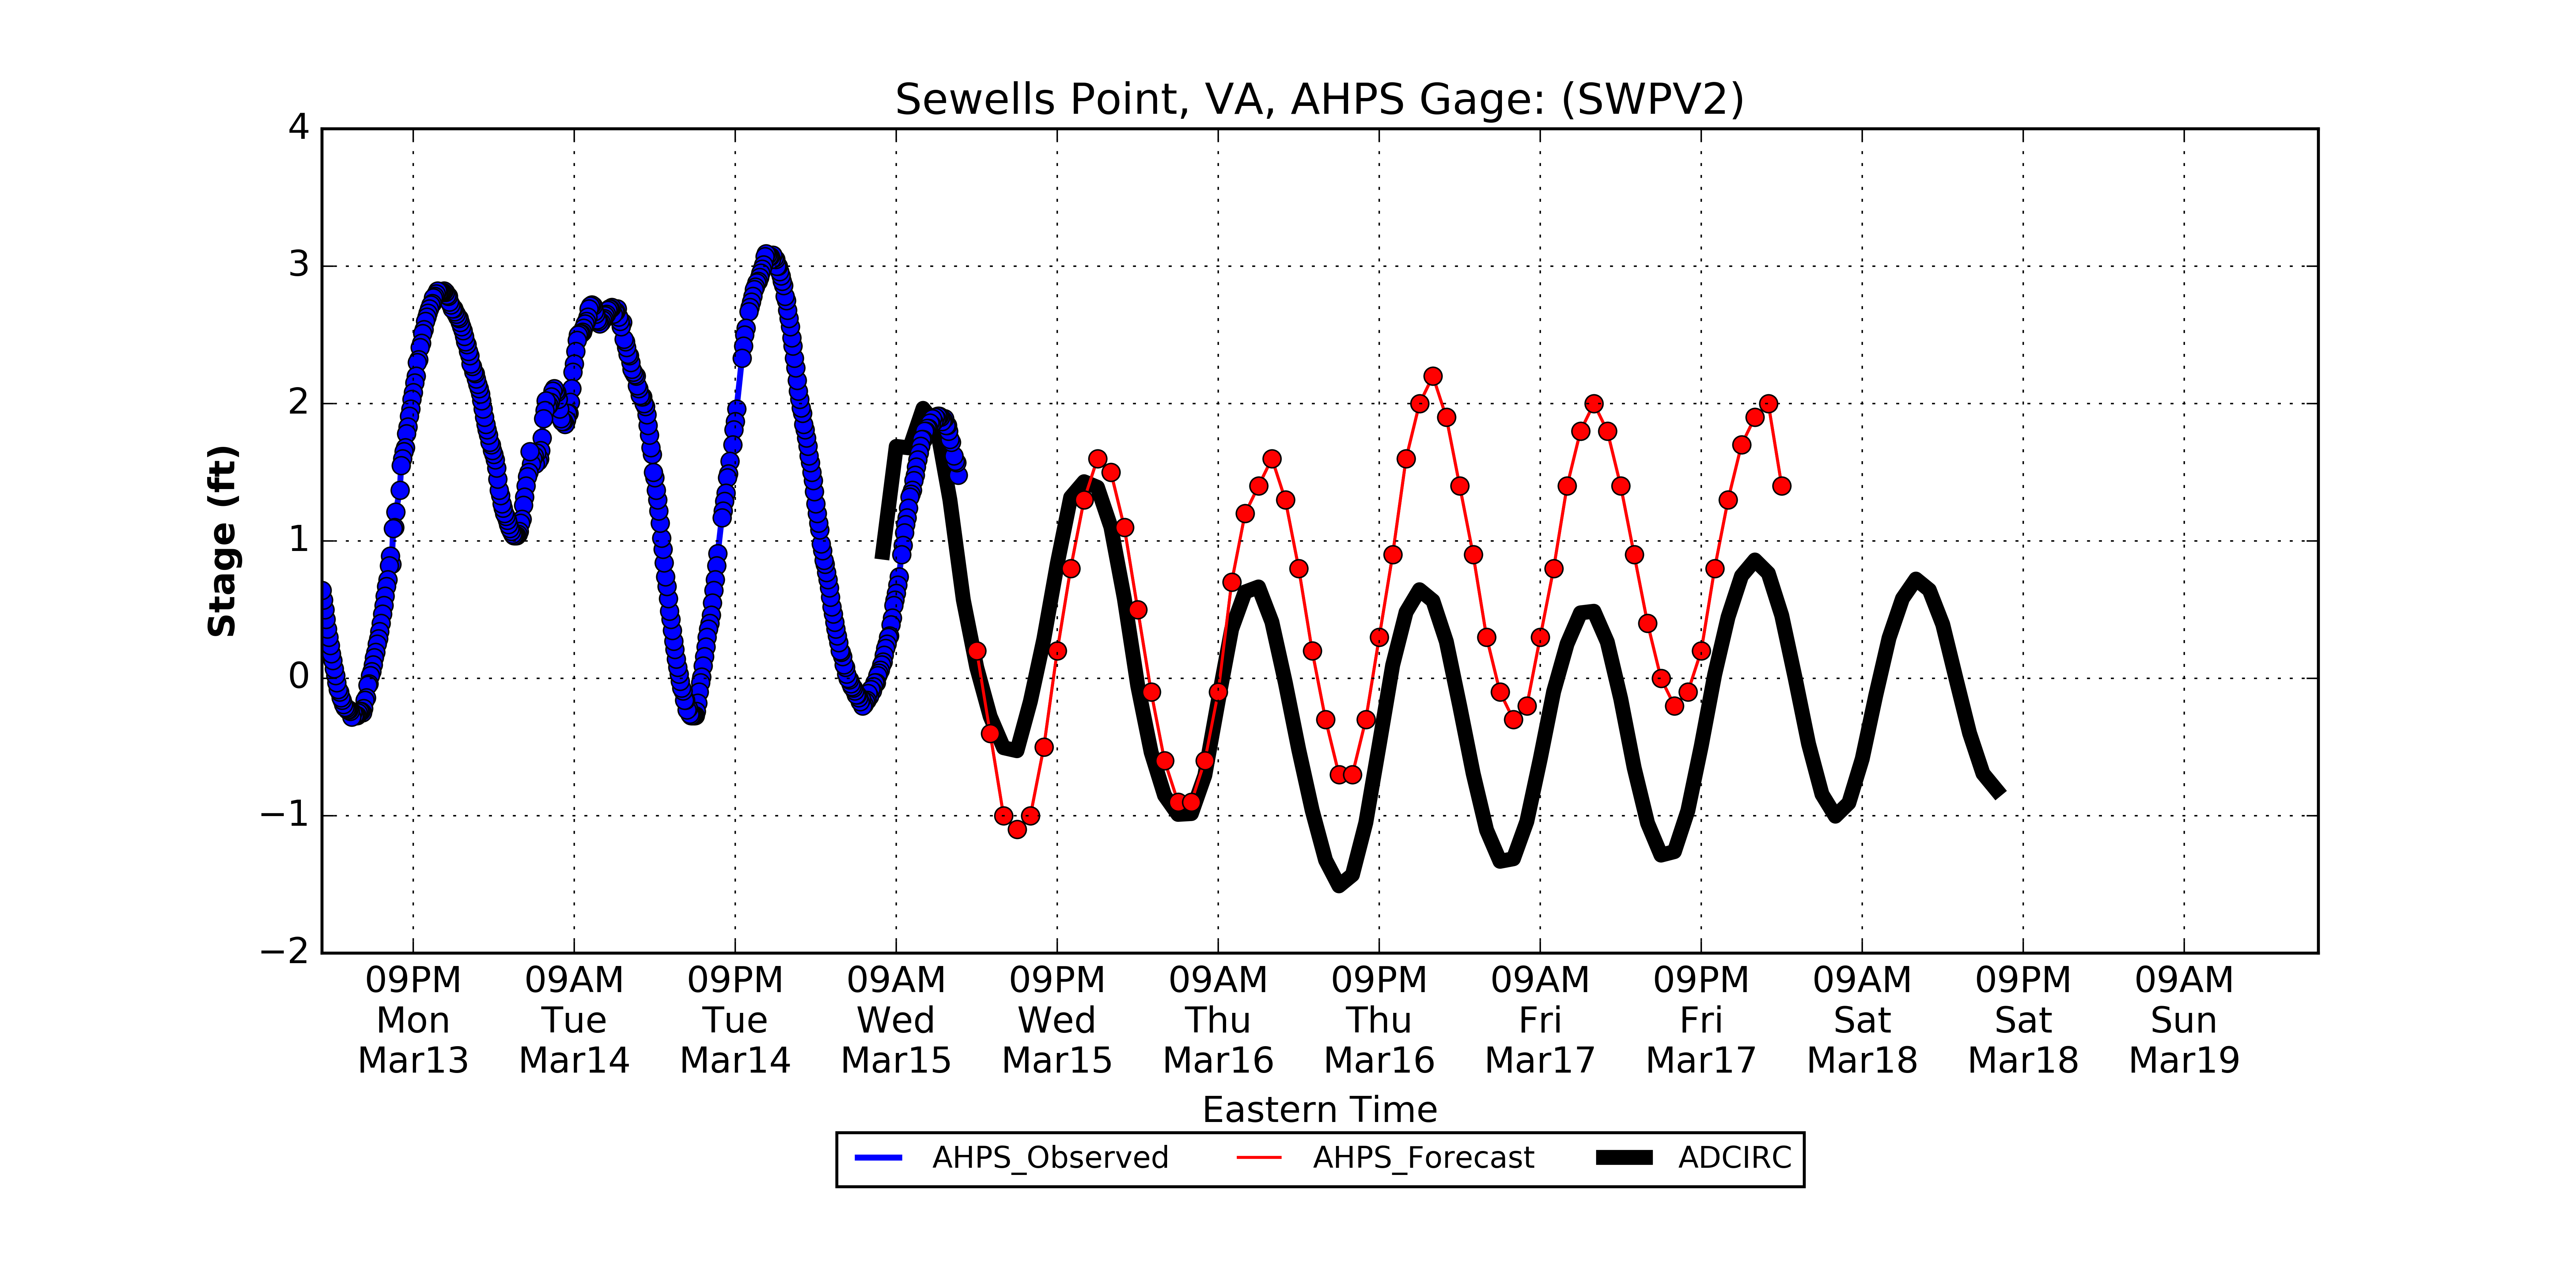 Sewells Point, VA, AHPS Gage: (SWPV2)
4
3
2
1
0
−1
−2
Stage (ft)
09PM 09AM 09PM 09AM 09PM 09AM 09PM 09AM 09PM 09AM 09PM 09AM
Mon Tue Tue Wed Wed Thu Thu Fri Fri Sat Sat Sun
Mar13 Mar14 Mar14 Mar15 Mar15 Mar16 Mar16 Mar17 Mar17 Mar18 Mar18 Mar19
Eastern Time
AHPS_Observed AHPS_Forecast ADCIRC